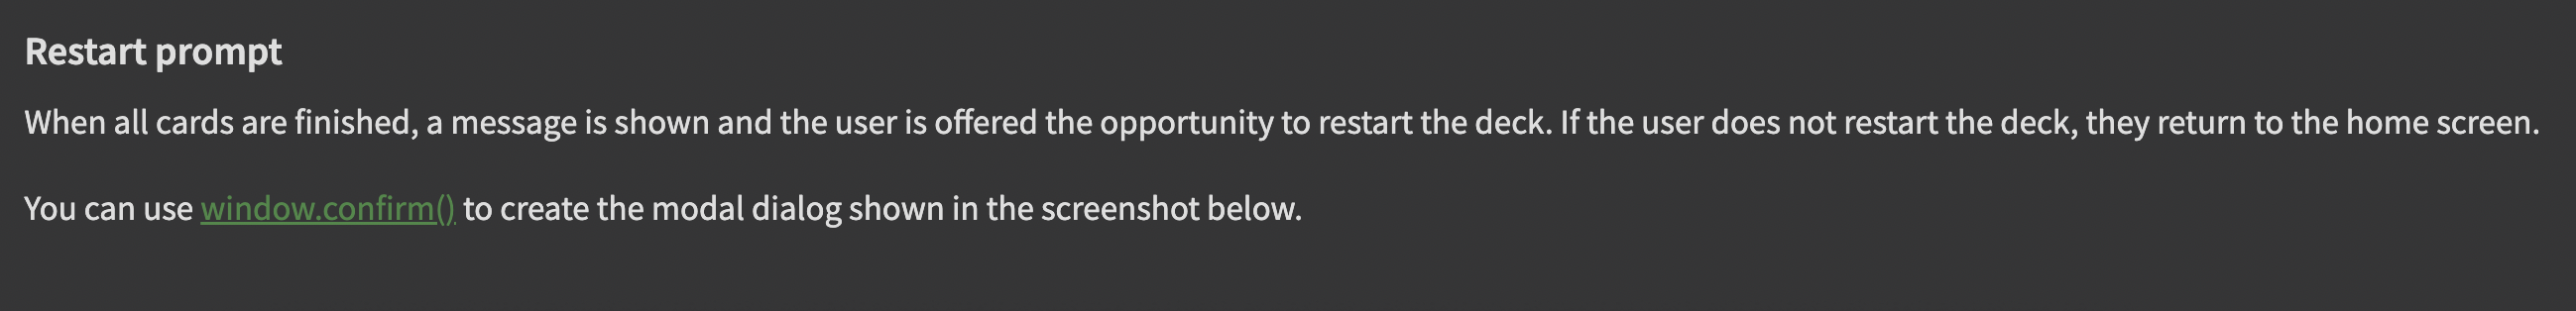 Restart prompt
When all cards are finished, a message is shown and the user is offered the opportunity to restart the deck. If the user does not restart the deck, they return to the home screen.
You can use window.confirm() to create the modal dialog shown in the screenshot below.